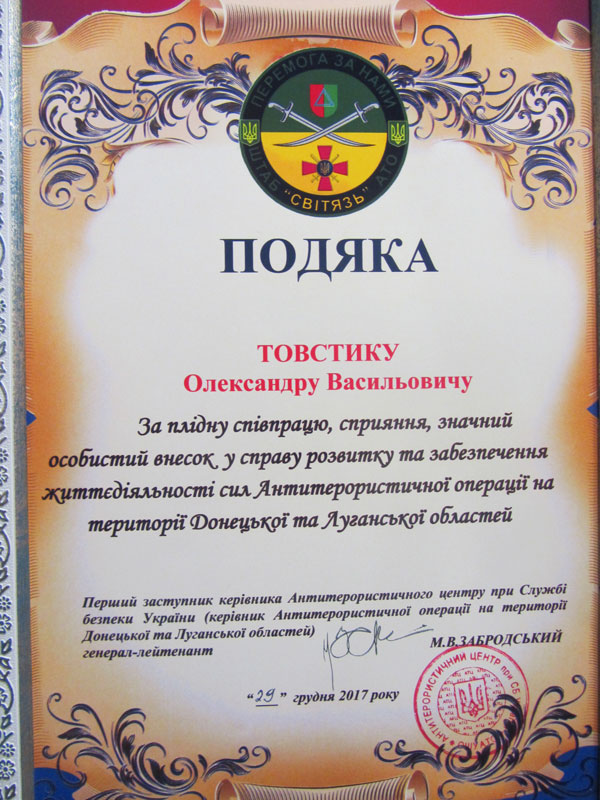 ПЕРЕМОГА ЗА НАМИ
ШТАБ "СВІТЯЗЬ" АТО
ПОДЯКА
ТОВСТИКУ
Олександру Васильовичу
За плідну співпрацю, сприяння, значний
особистий внесок у справу розвитку та забезпечення
життєдіяльності сил Антитерористичної операції на
території Донецької та Луганської областей
Перший заступник керівника Антитерористичного центру при Службі
безпеки України (керівник Антитерористичної операції на території
Донецької та Луганської областей)
генерал-лейтенант
М.В.ЗАБРОДСЬКИЙ
"29" грудня 2017 року
АНТИТЕРОРИСТИЧНИЙ ЦЕНТР при СБ